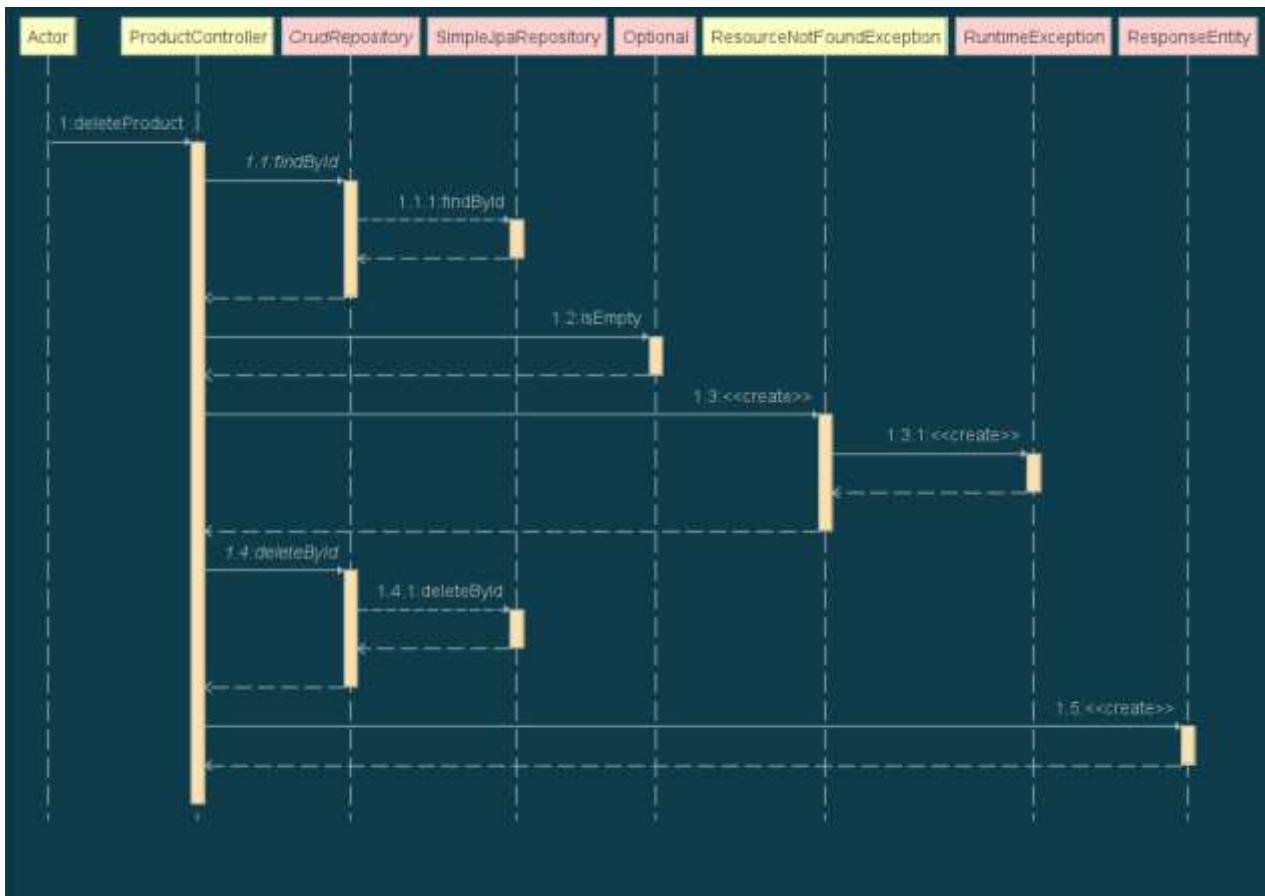 Actor ProductController CrudRepository SimpleJpaRepository Optional ResourceNotFoundException RuntimeException ResponseEntity
1:deleteProduct
1.1:findById
1.1.1:findById
1.2:isEmpty
1.3:<<create>>
1.3.1:<<create>>
1.4:deleteById
1.4.1:deleteById
1.5:<<create>>